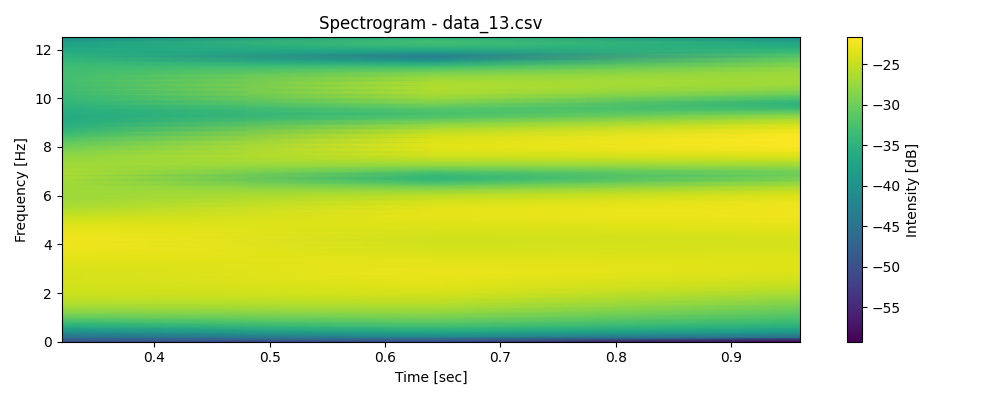 Spectrogram - data_13.csv
12
10
8
6
4
2
0
Frequency [Hz]
0.4 0.5 0.6 0.7 0.8 0.9
Time [sec]
−25
−30
−35
−40
−45
−50
−55
Intensity [dB]